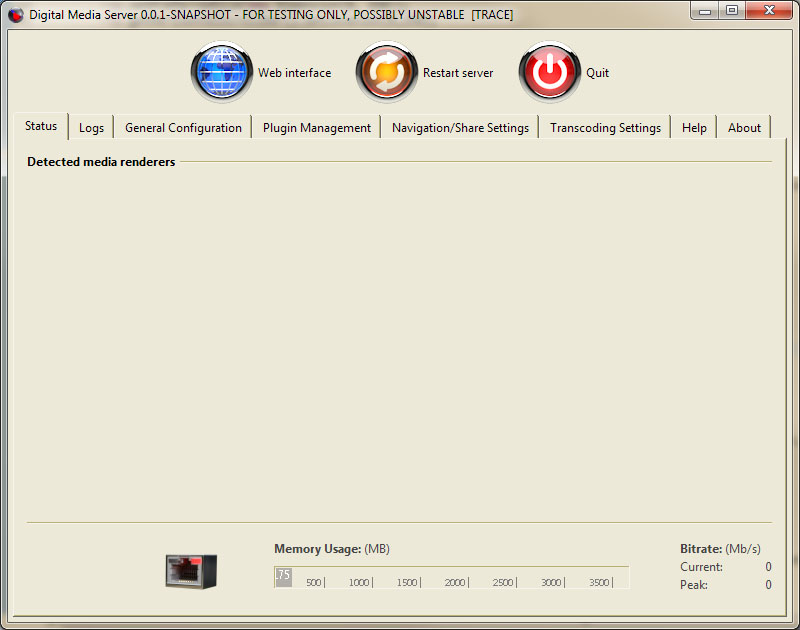 Digital Media Server 0.0.1-SNAPSHOT - FOR TESTING ONLY, POSSIBLY UNSTABLE [TRACE]
Web interface Restart server Quit
Status Logs General Configuration Plugin Management Navigation/Share Settings Transcoding Settings Help About
Detected media renderers
Memory Usage: (MB)
500 1000 1500 2000 2500 3000 3500
Bitrate: (Mb/s)
Current: 0
Peak: 0